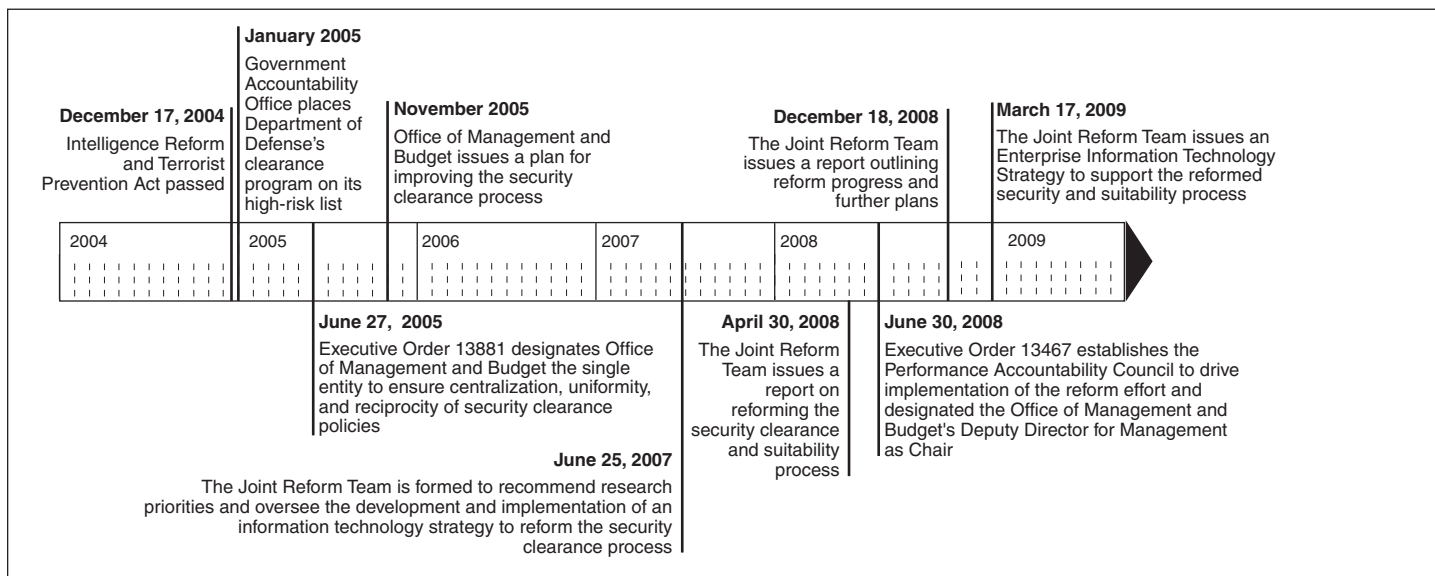 January 2005
Government
Accountability
Office places
Department of
Defense's
clearance
program on its
high-risk list
December 17, 2004
Intelligence Reform
and Terrorist
Prevention Act passed
November 2005
Office of Management and
Budget issues a plan for
improving the security
clearance process
December 18, 2008
The Joint Reform Team
issues a report outlining
reform progress and
further plans
March 17, 2009
The Joint Reform Team issues an
Enterprise Information Technology
Strategy to support the reformed
security and suitability process
2004 2005 2006 2007 2008 2009
June 27, 2005
Executive Order 13881 designates Office
of Management and Budget the single
entity to ensure centralization, uniformity,
and reciprocity of security clearance
policies
June 25, 2007
The Joint Reform Team is formed to recommend research
priorities and oversee the development and implementation of an
information technology strategy to reform the security
clearance process
April 30, 2008
The Joint Reform
Team issues a
report on
reforming the
security clearance
and suitability
process
June 30, 2008
Executive Order 13467 establishes the
Performance Accountability Council to drive
implementation of the reform effort and
designated the Office of Management and
Budget's Deputy Director for Management
as Chair